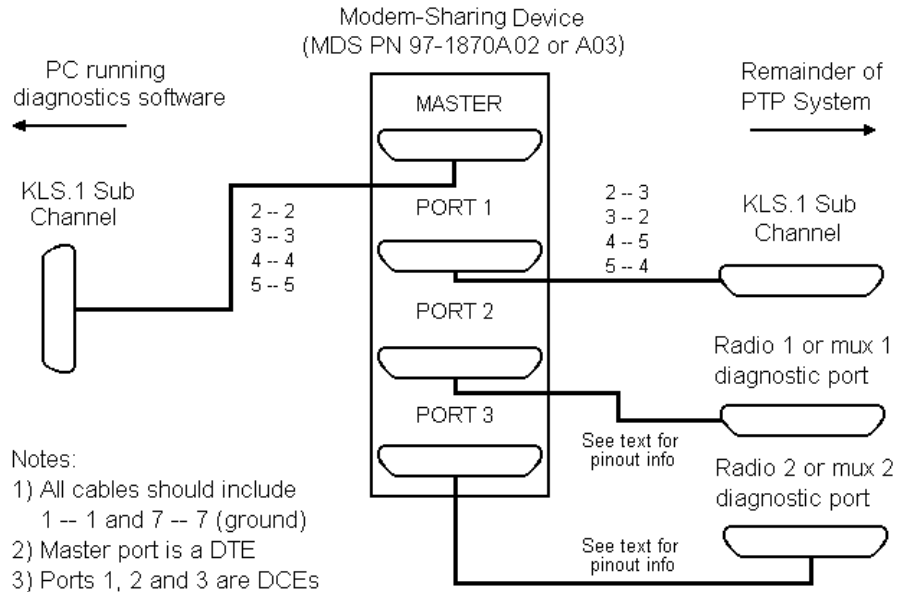 Modem-Sharing Device
(MDS PN 97-1870A02 or A03)
PC running
diagnostics software
Remainder of
PTP System
MASTER
KLS.1 Sub
Channel
2 -- 2
3 -- 3
4 -- 4
5 -- 5
PORT 1
2 -- 3
3 -- 2
4 -- 5
5 -- 4
KLS.1 Sub
Channel
PORT 2
Radio 1 or mux 1
diagnostic port
PORT 3
See text for
pinout info
Radio 2 or mux 2
diagnostic port
See text for
pinout info
Notes:
1) All cables should include
1 -- 1 and 7 -- 7 (ground)
2) Master port is a DTE
3) Ports 1, 2 and 3 are DCEs